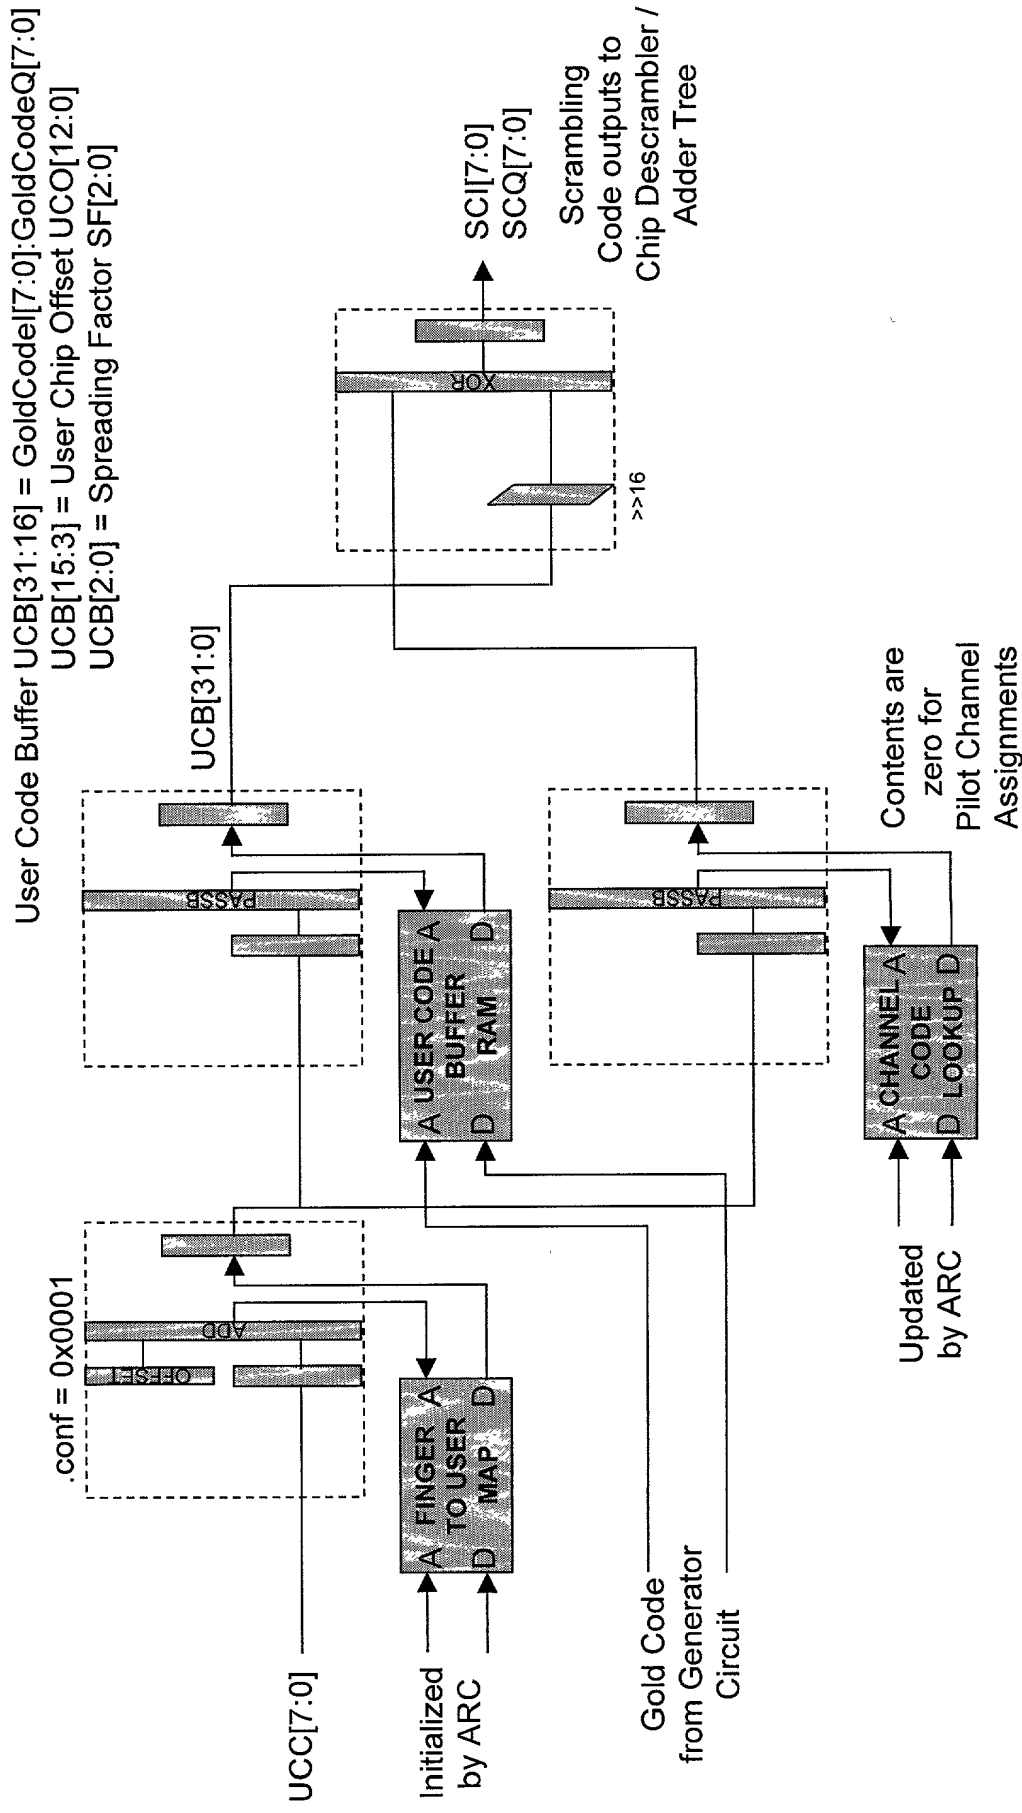 User Code Buffer UCB[31:16] = GoldCodeI[7:0]:GoldCodeQ[7:0]
UCB[15:3] = User Chip Offset UCO[12:0]
UCB[2:0] = Spreading Factor SF[2:0]
.conf = 0x0001
OFFSET
ADD
UCC[7:0]
Initialized
by ARC
A FINGER A
TO USER
D MAP D
Gold Code
from Generator
Circuit
PASSB
UCB[31:0]
A USER CODE A
BUFFER
D RAM D
PASSB
A CHANNEL A
CODE
D LOOKUP D
Updated
by ARC
Contents are
zero for
Pilot Channel
Assignments
>>16
XOR
SCI[7:0]
SCQ[7:0]
Scrambling
Code outputs to
Chip Descrambler /
Adder Tree